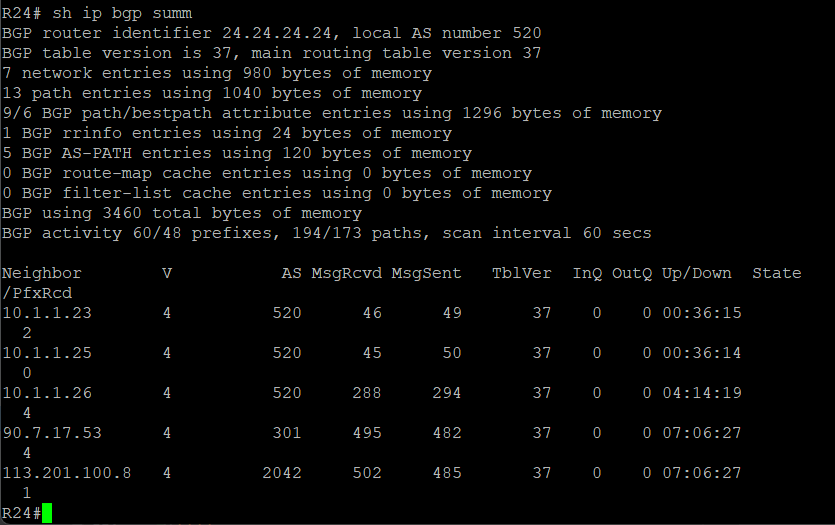 R24# sh ip bgp summ
BGP router identifier 24.24.24.24, local AS number 520
BGP table version is 37, main routing table version 37
7 network entries using 980 bytes of memory
13 path entries using 1040 bytes of memory
9/6 BGP path/bestpath attribute entries using 1296 bytes of memory
1 BGP rrinfo entries using 24 bytes of memory
5 BGP AS-PATH entries using 120 bytes of memory
0 BGP route-map cache entries using 0 bytes of memory
0 BGP filter-list cache entries using 0 bytes of memory
BGP using 3460 total bytes of memory
BGP activity 60/48 prefixes, 194/173 paths, scan interval 60 secs

Neighbor        V           AS MsgRcvd MsgSent   TblVer  InQ OutQ Up/Down  State
/PfxRcd
10.1.1.23       4          520      46      49       37    0    0 00:36:15
  2
10.1.1.25       4          520      45      50       37    0    0 00:36:14
  0
10.1.1.26       4          520     288     294       37    0    0 04:14:19
  4
90.7.17.53      4          301     495     482       37    0    0 07:06:27
  4
113.201.100.8   4         2042     502     485       37    0    0 07:06:27
  1
R24#